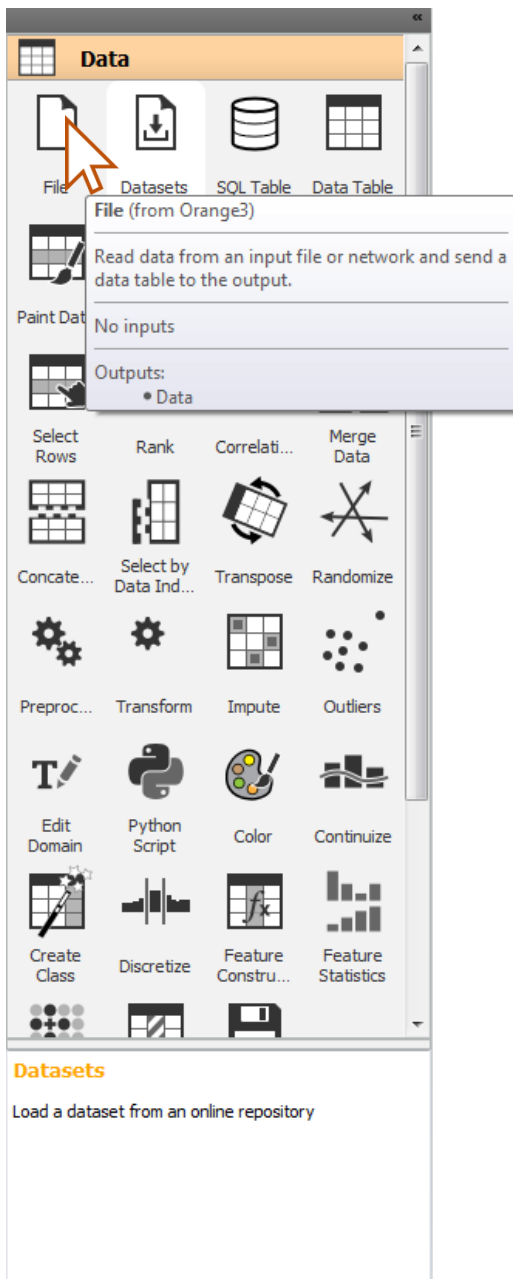 «
Data
File
Datasets
SQL Table
Data Table
File (from Orange3)
Read data from an input file or network and send a
data table to the output.
No inputs
Outputs:
• Data
Paint Dat
Select
Rows
Rank
Correlati...
Merge
Data
Concate...
Select by
Data Ind...
Transpose
Randomize
Preproc...
Transform
Impute
Outliers
Edit
Domain
Python
Script
Color
Continuize
Create
Class
Discretize
Feature
Constru...
Feature
Statistics
Datasets
Load a dataset from an online repository